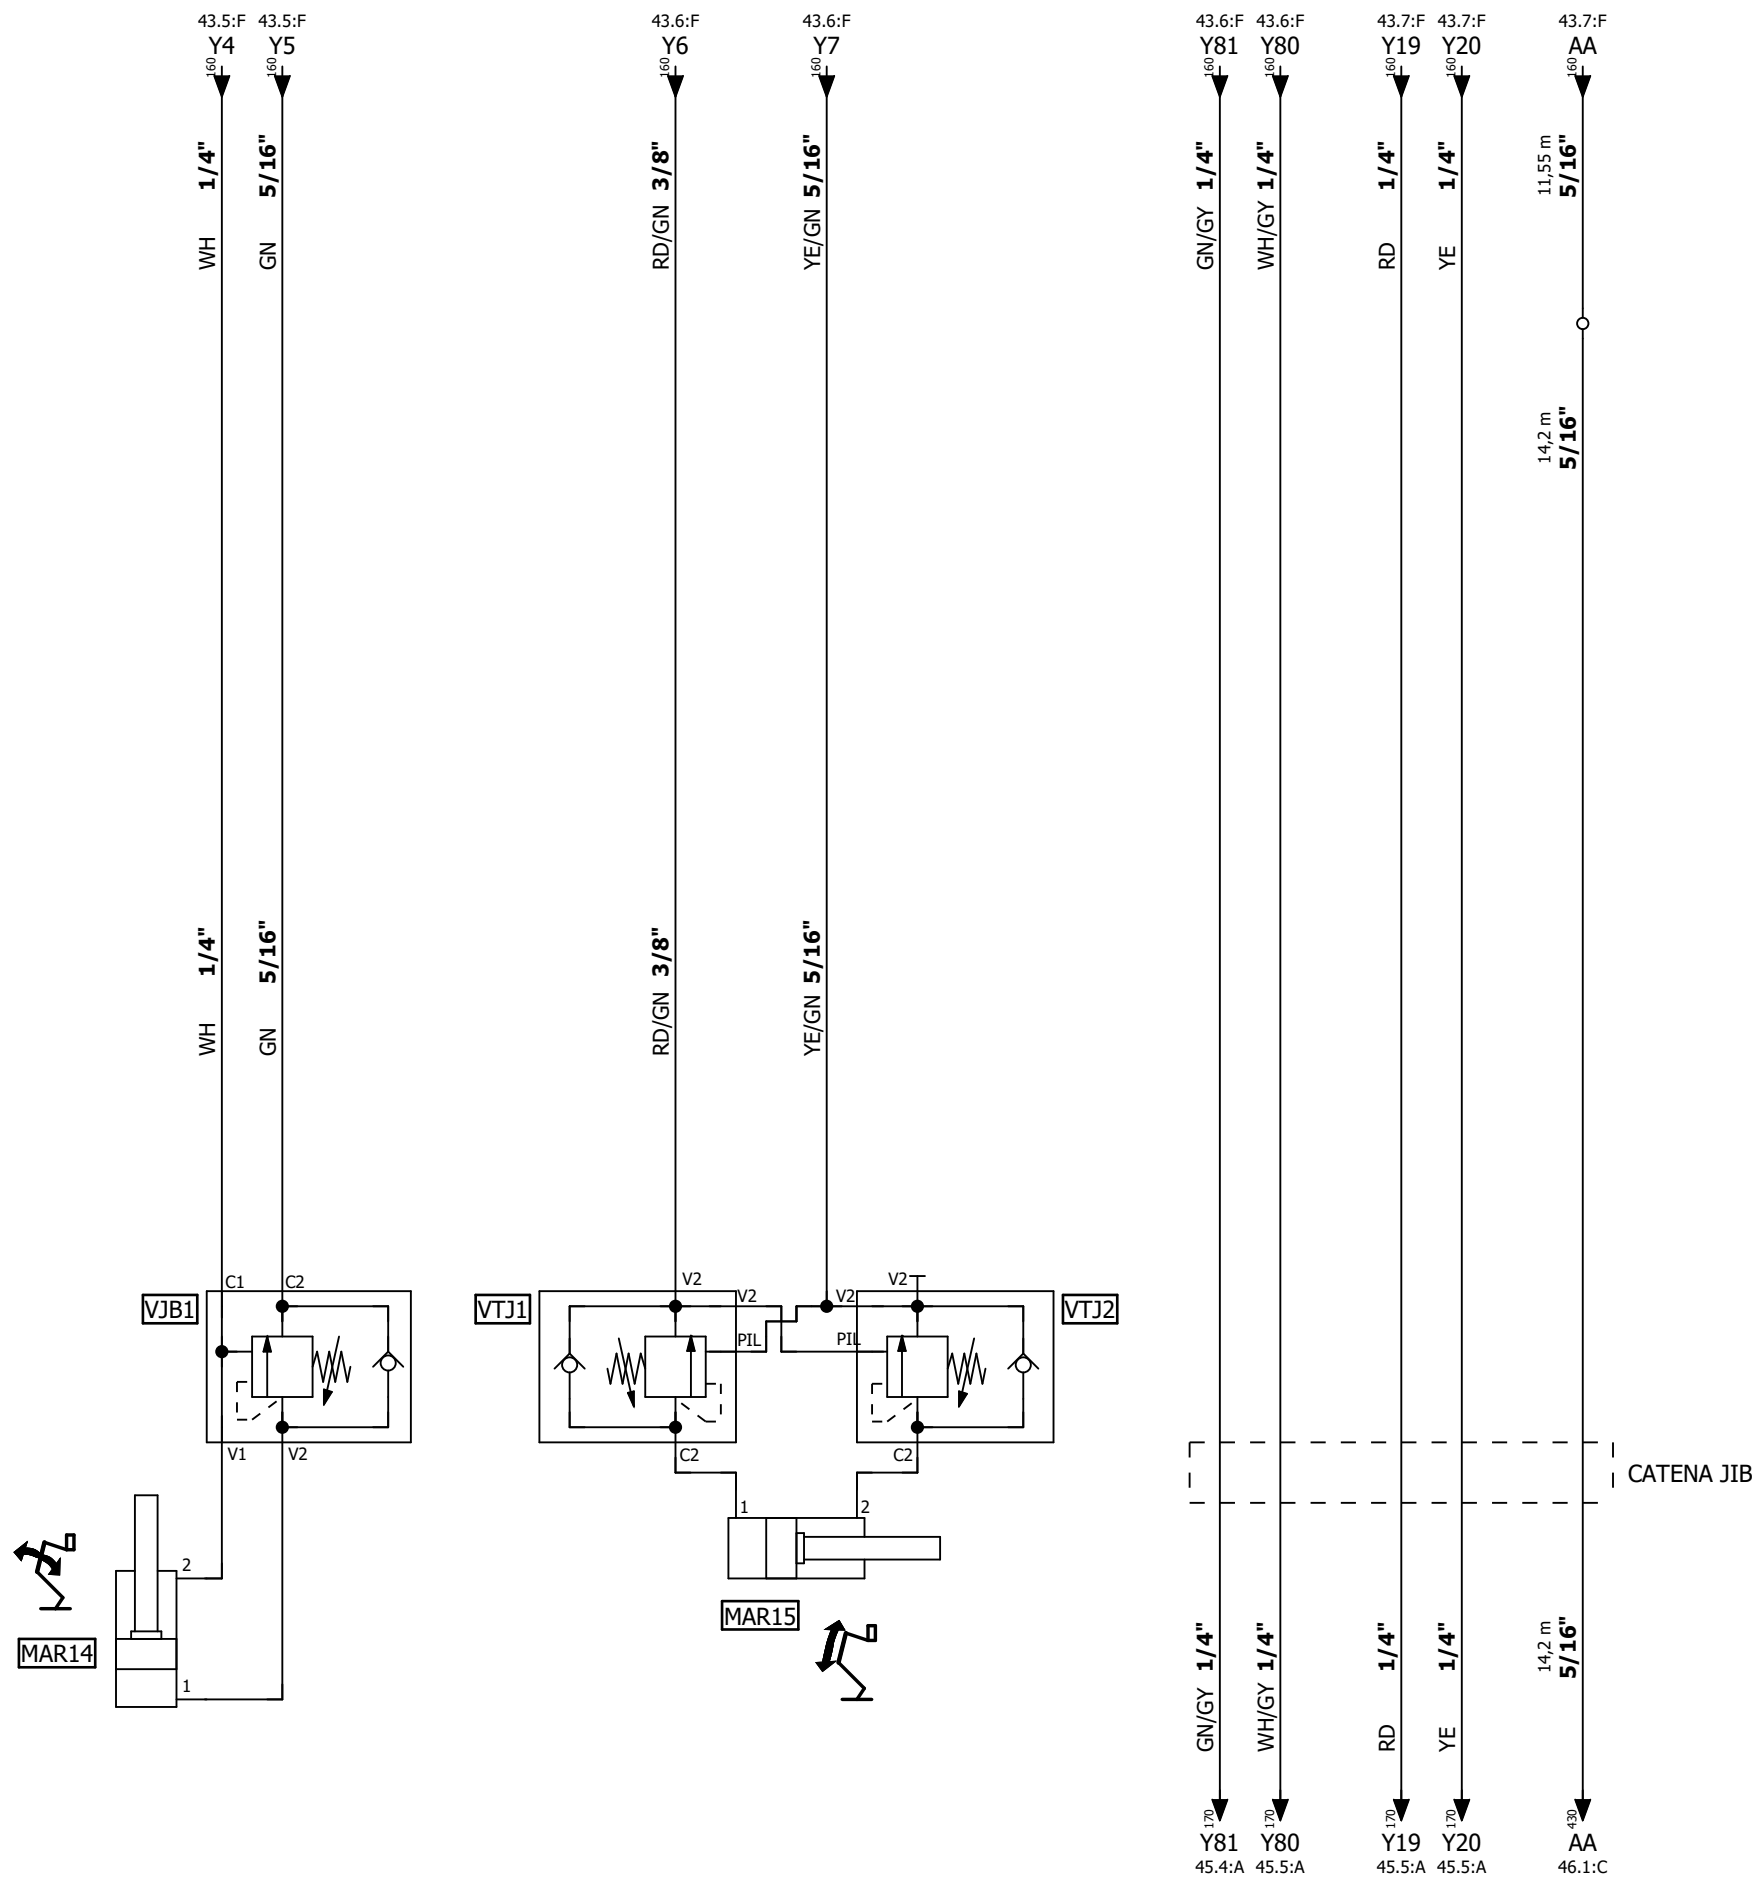 43.5:F 43.5:F 43.6:F 43.6:F 43.6:F 43.6:F 43.7:F 43.7:F 43.7:F
Y4 Y5 Y6 Y7 Y81 Y80 Y19 Y20 AA
160 160 160 160 160 160 160 160 160
1/4" 5/16" 3/8" 5/16" 1/4" 1/4" 1/4" 1/4" 11,55 m 5/16"
WH GN RD/GN YE/GN GN/GY WH/GY RD YE
14,2 m 5/16"
1/4" 5/16" 3/8" 5/16"
WH GN RD/GN YE/GN
C1 C2 V2 V2
VJB1 VTJ1 V2 V2 VTJ2
PIL PIL
V1 V2 C2 C2
CATENA JIB
1 2
2
MAR15
MAR14
1
1/4" 1/4" 1/4" 1/4" 14,2 m 5/16"
GN/GY WH/GY RD YE
170 170 170 170 430
Y81 Y80 Y19 Y20 AA
45.4:A 45.5:A 45.5:A 45.5:A 46.1:C